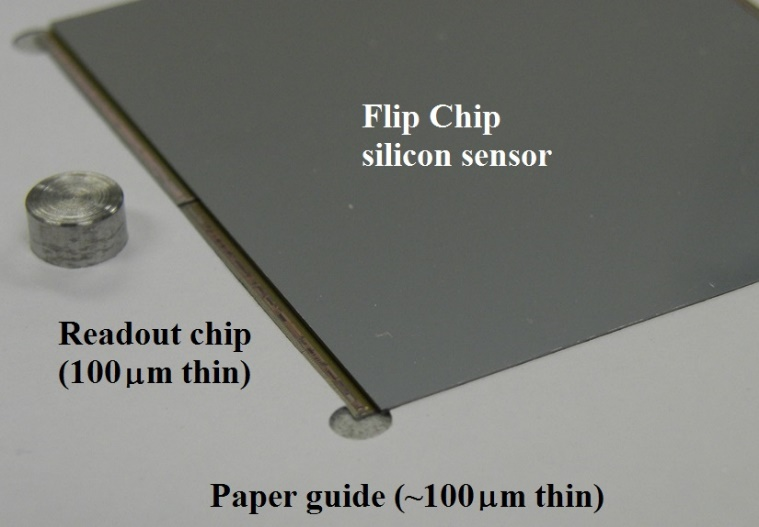 Flip Chip
silicon sensor
Readout chip
(100μm thin)
Paper guide (~100μm thin)